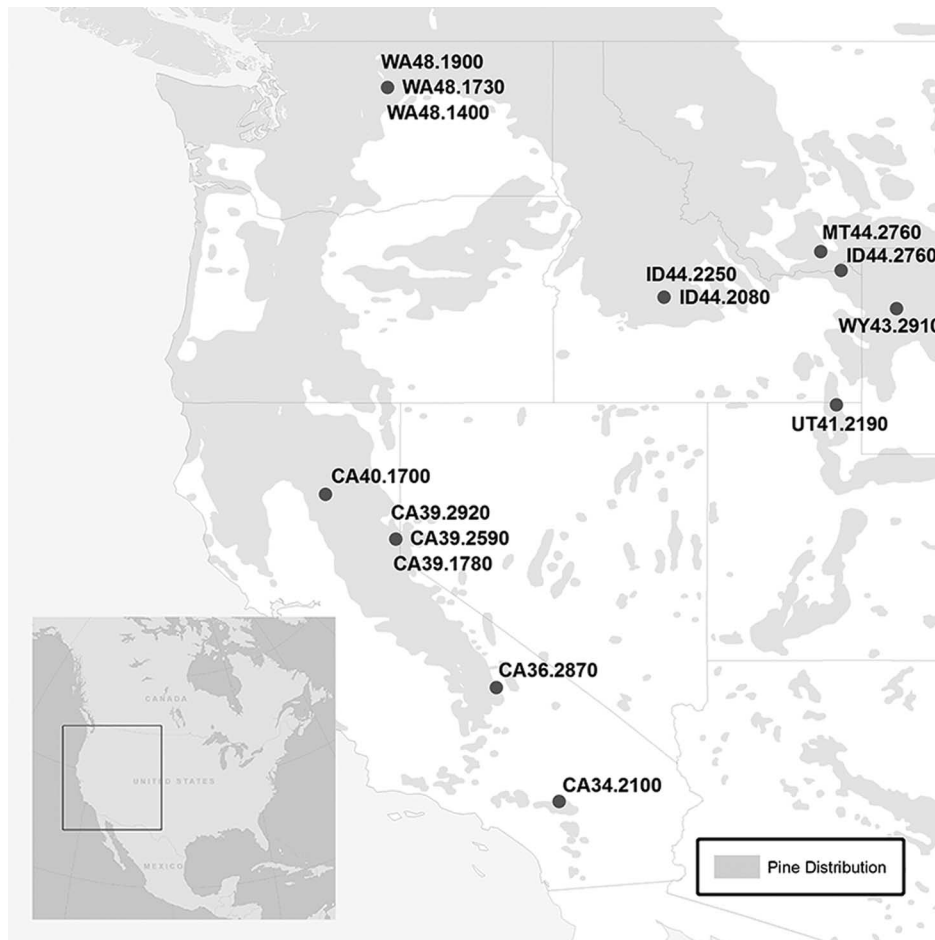 WA48.1900
WA48.1730
WA48.1400
MT44.2760
ID44.2760
ID44.2250
ID44.2080
WY43.2910
UT41.2190
CA40.1700
CA39.2920
CA39.2590
CA39.1780
CA36.2870
CA34.2100
CANADA
UNITED STATES
MEXICO
Pine Distribution